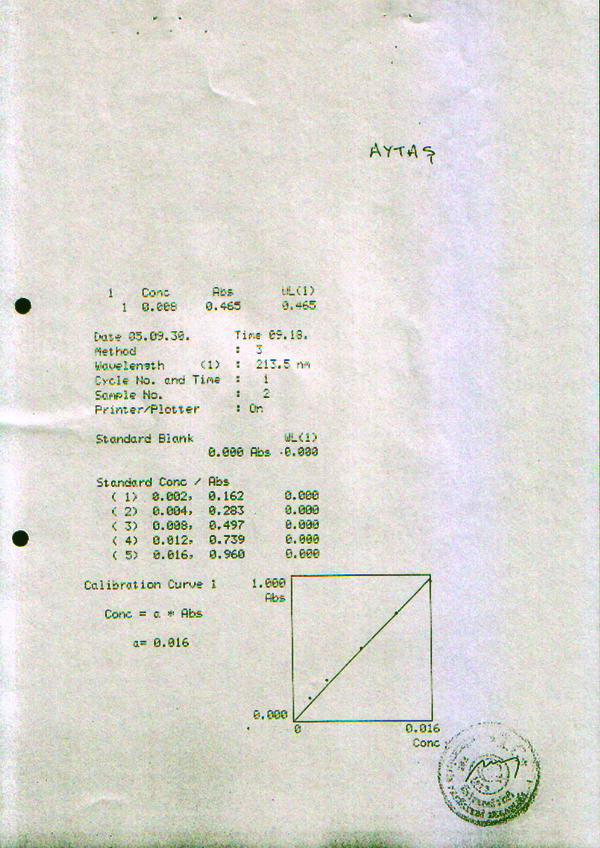 AYTAŞ
1 Conc Abs WL(1)
1 0.008 0.465 0.465
Date 05.09.30. Time 09.18.
Method : 3
Wavelength (1) : 213.5 nm
Cycle No. and Time : 1
Sample No. : 2
Printer/Plotter : On
Standard Blank WL(1)
0.000 Abs -0.000
Standard Conc / Abs
( 1) 0.002, 0.162 0.000
( 2) 0.004, 0.283 0.000
( 3) 0.008, 0.497 0.000
( 4) 0.012, 0.739 0.000
( 5) 0.016, 0.960 0.000
Calibration Curve 1 1.000
Abs
Conc = a * Abs
a= 0.016
0.000
0 0.016
Conc